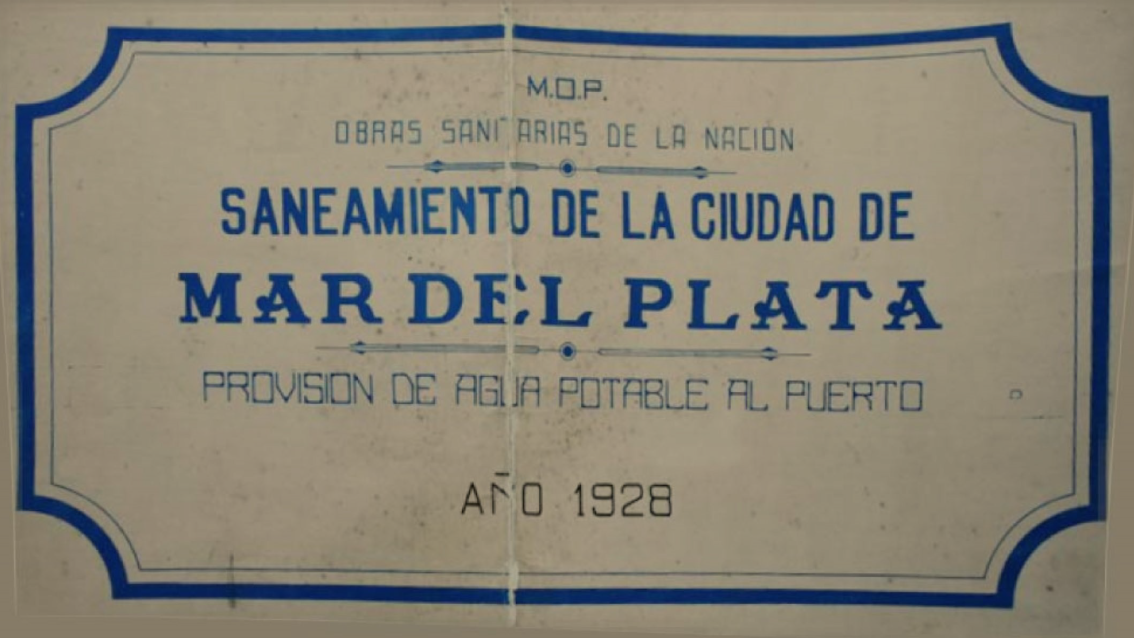 M.O.P.
OBRAS SANITARIAS DE LA NACIÓN
SANEAMIENTO DE LA CIUDAD DE
MAR DEL PLATA
PROVISION DE AGUA POTABLE AL PUERTO
AÑO 1928